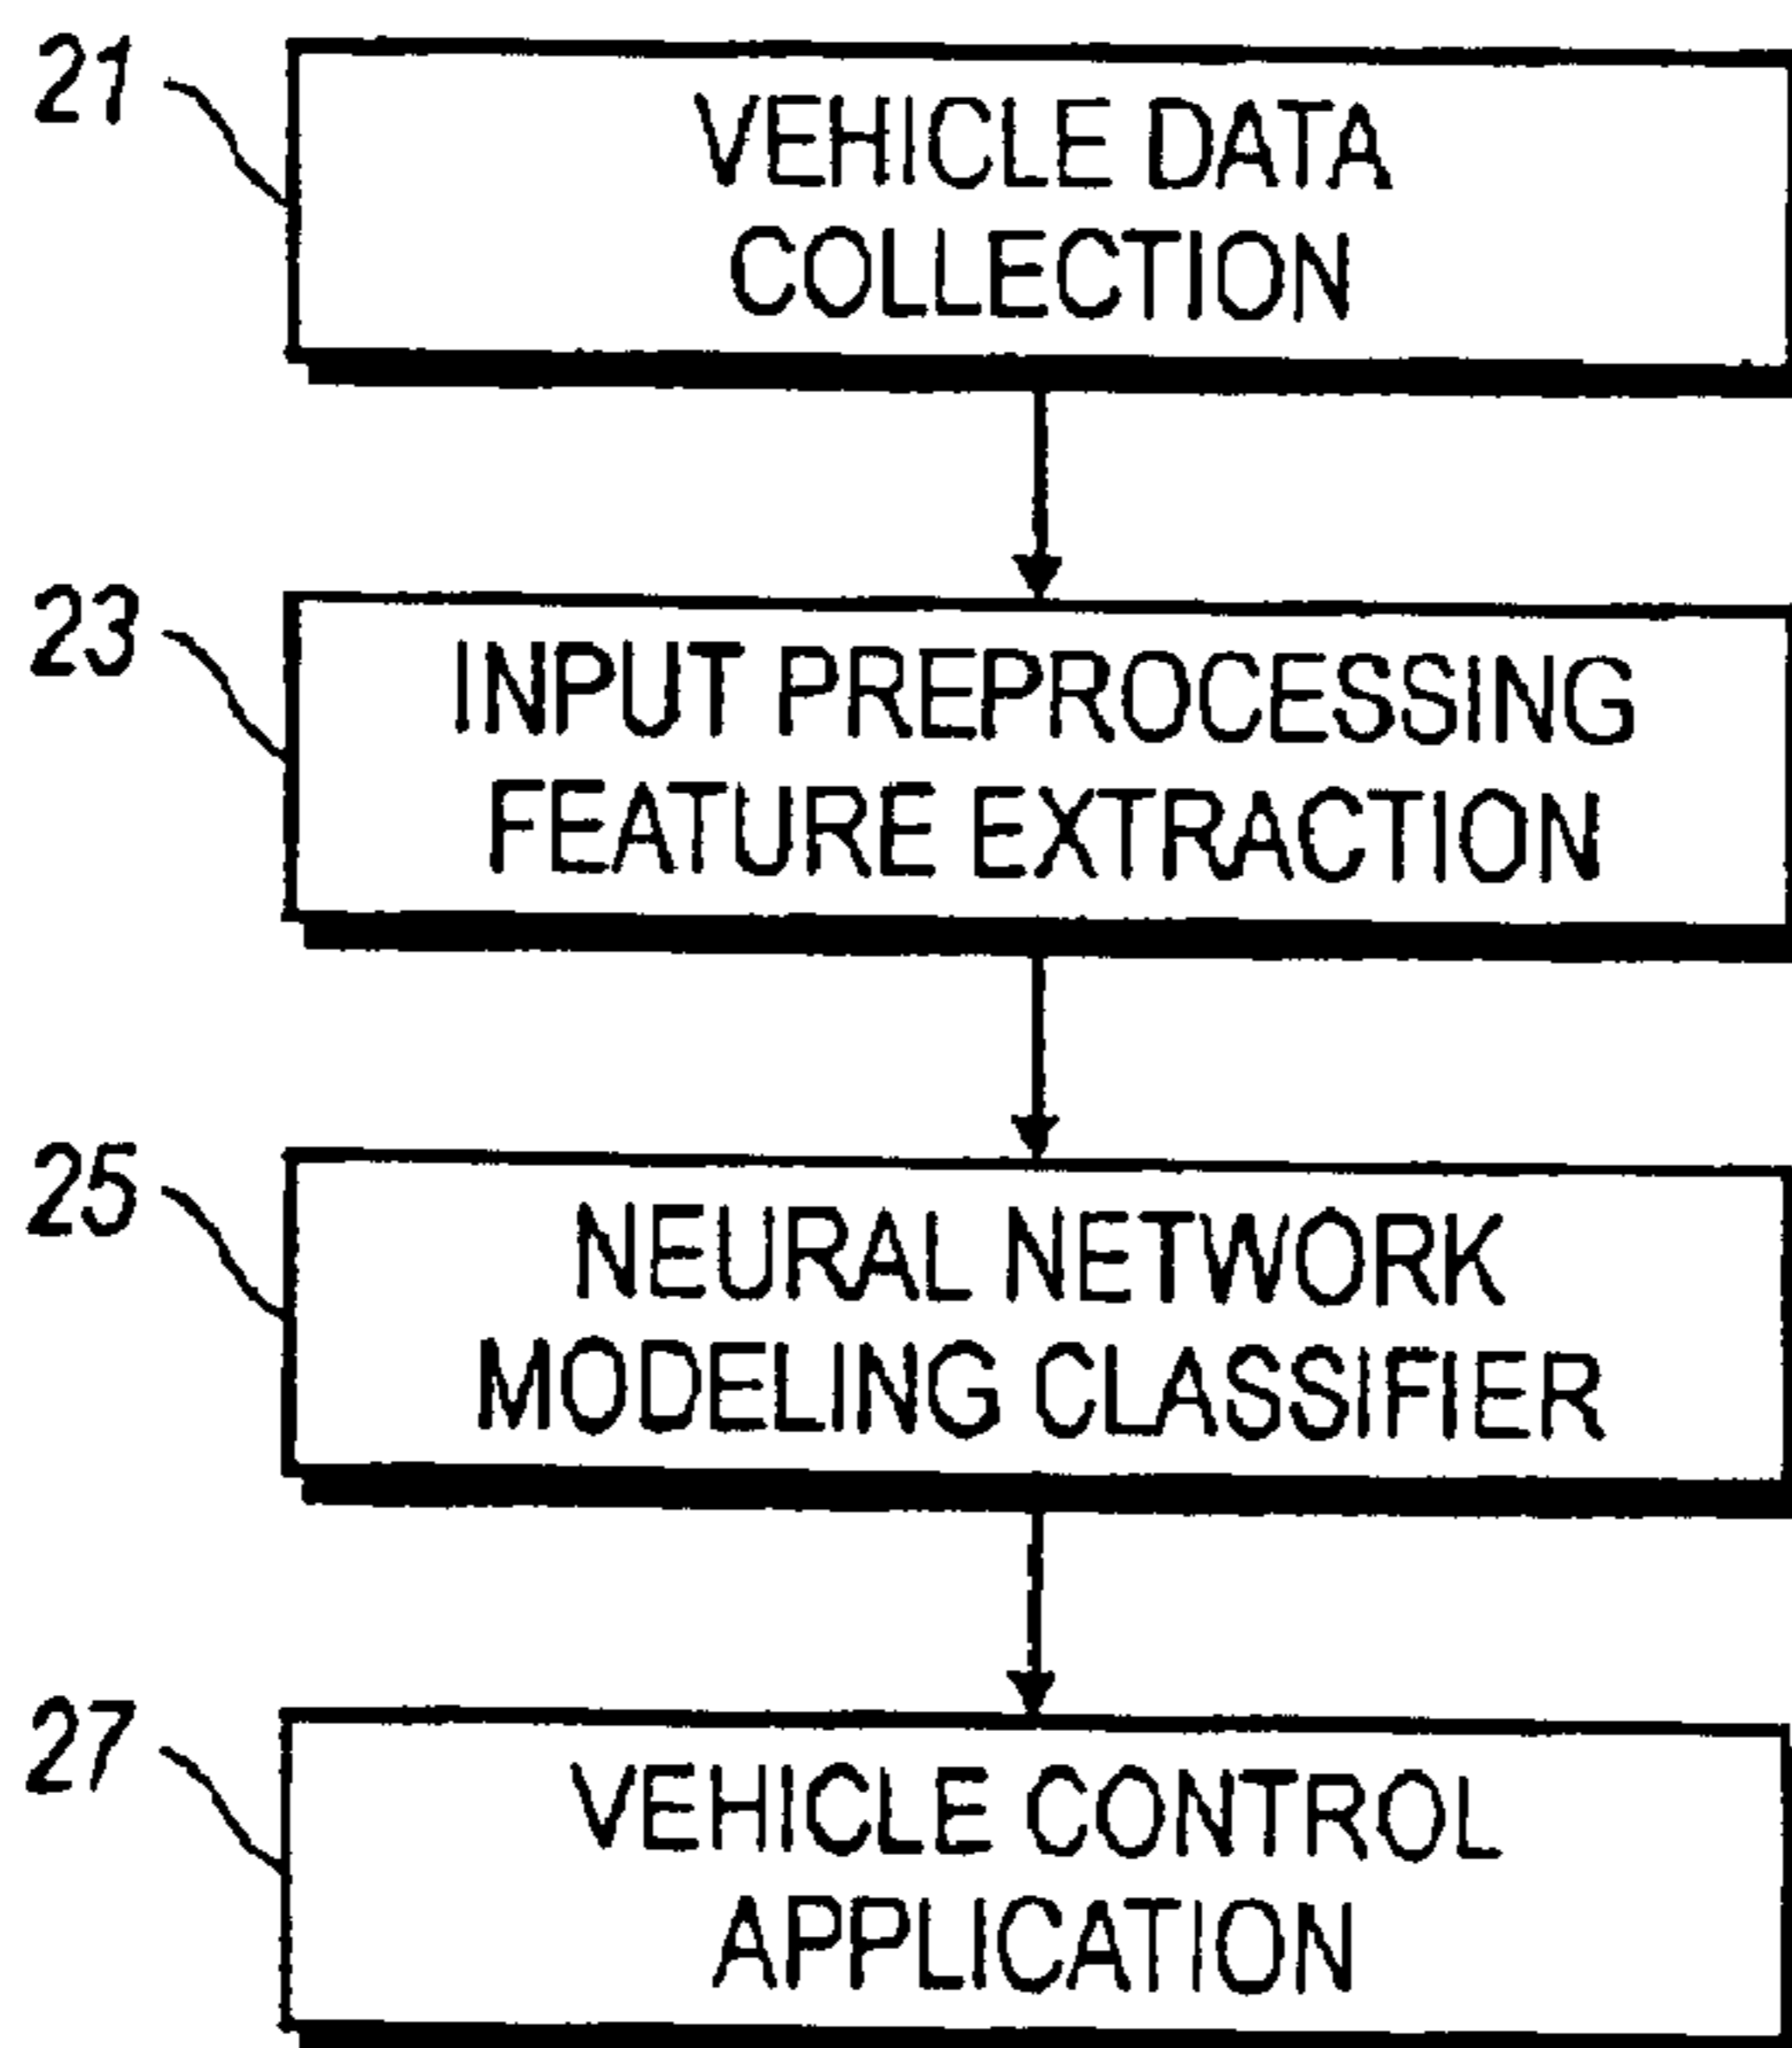 21
VEHICLE DATA
COLLECTION
23
INPUT PREPROCESSING
FEATURE EXTRACTION
25
NEURAL NETWORK
MODELING CLASSIFIER
27
VEHICLE CONTROL
APPLICATION